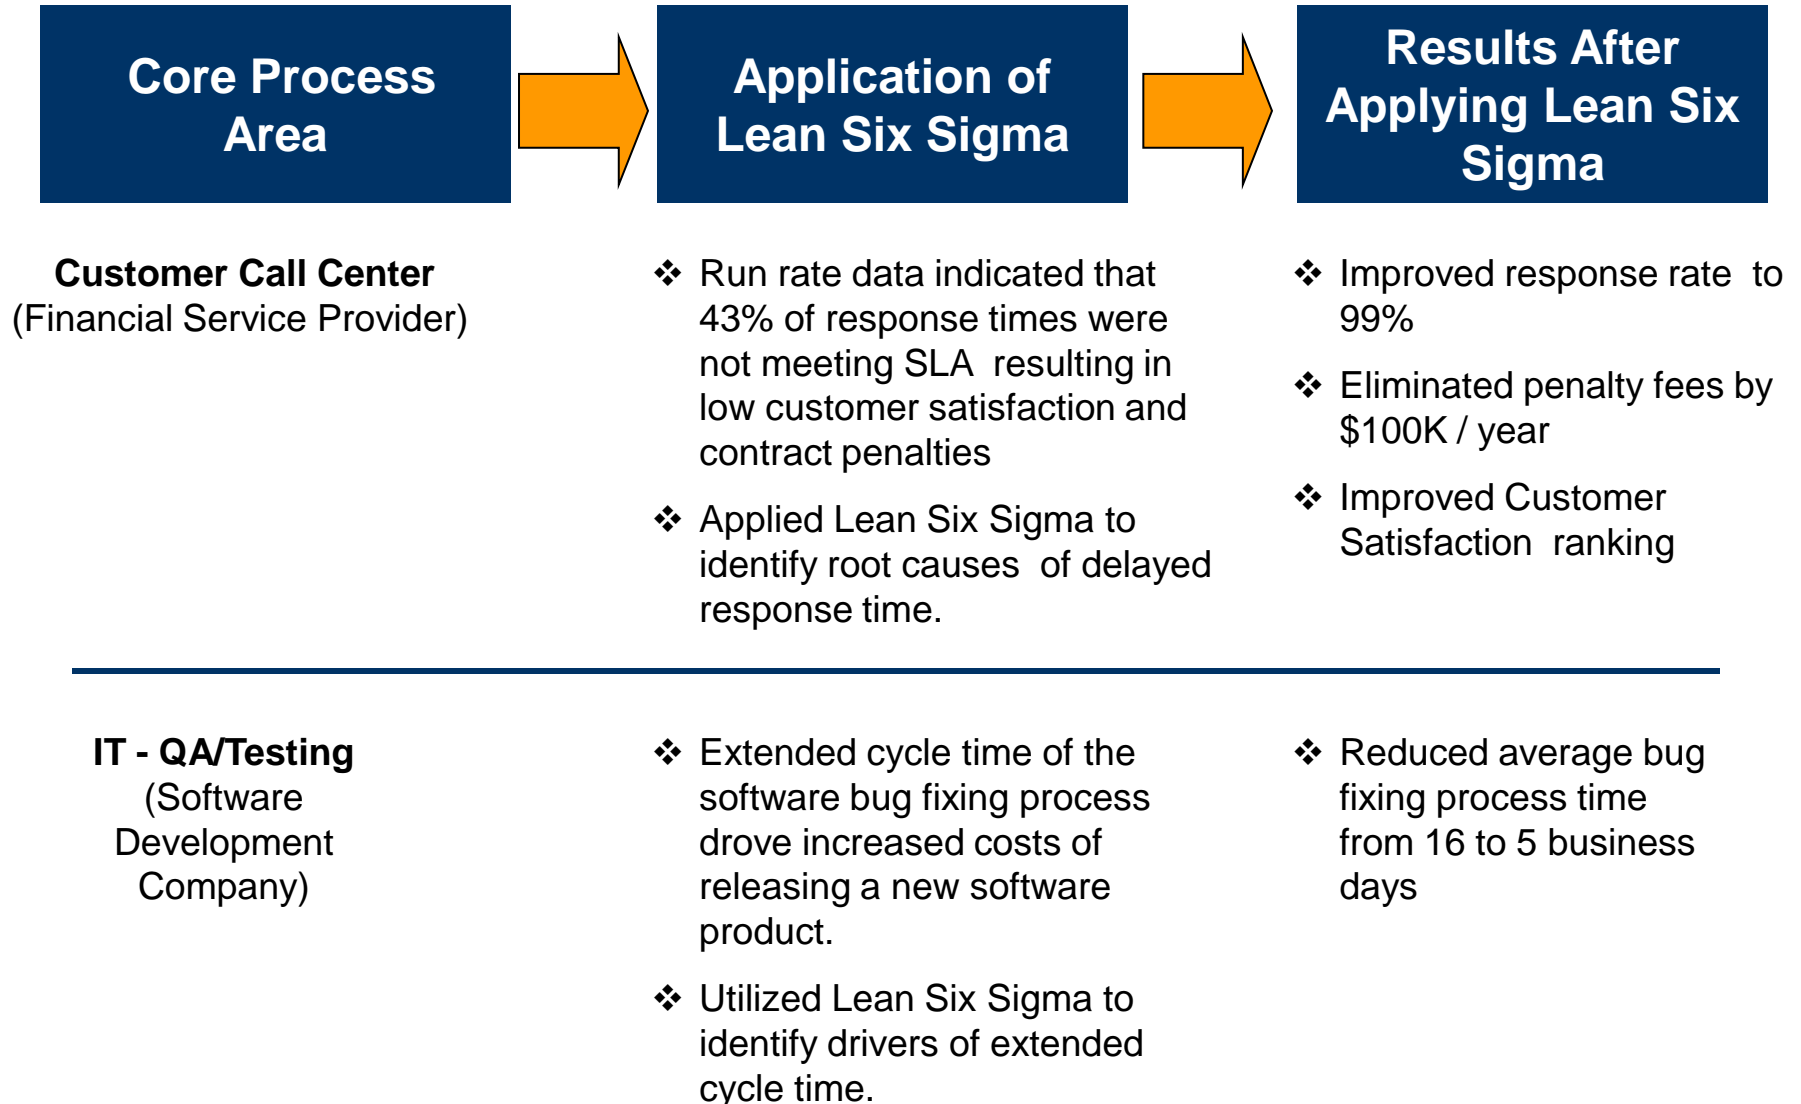 Core Process
Area
Application of
Lean Six Sigma
Results After
Applying Lean Six
Sigma
Customer Call Center
(Financial Service Provider)
❖ Run rate data indicated that
43% of response times were
not meeting SLA  resulting in
low customer satisfaction and
contract penalties
❖ Applied Lean Six Sigma to
identify root causes  of delayed
response time.
❖ Improved response rate  to
99%
❖ Eliminated penalty fees by
$100K / year
❖ Improved Customer
Satisfaction  ranking
IT - QA/Testing
(Software
Development
Company)
❖ Extended cycle time of the
software bug fixing process
drove increased costs of
releasing a new software
product.
❖ Utilized Lean Six Sigma to
identify drivers of extended
cycle time.
❖ Reduced average bug
fixing process time
from 16 to 5 business
days